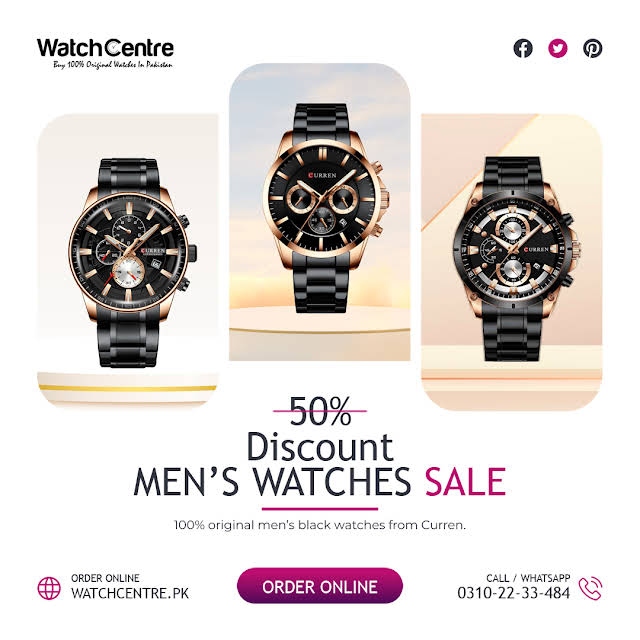 WatchCentre
Buy 100% Original Watches In Pakistan
CURREN
CURREN
CURREN
50%
Discount
MEN'S WATCHES SALE
100% original men's black watches from Curren.
ORDER ONLINE
WATCHCENTRE.PK
ORDER ONLINE
CALL / WHATSAPP
0310-22-33-484